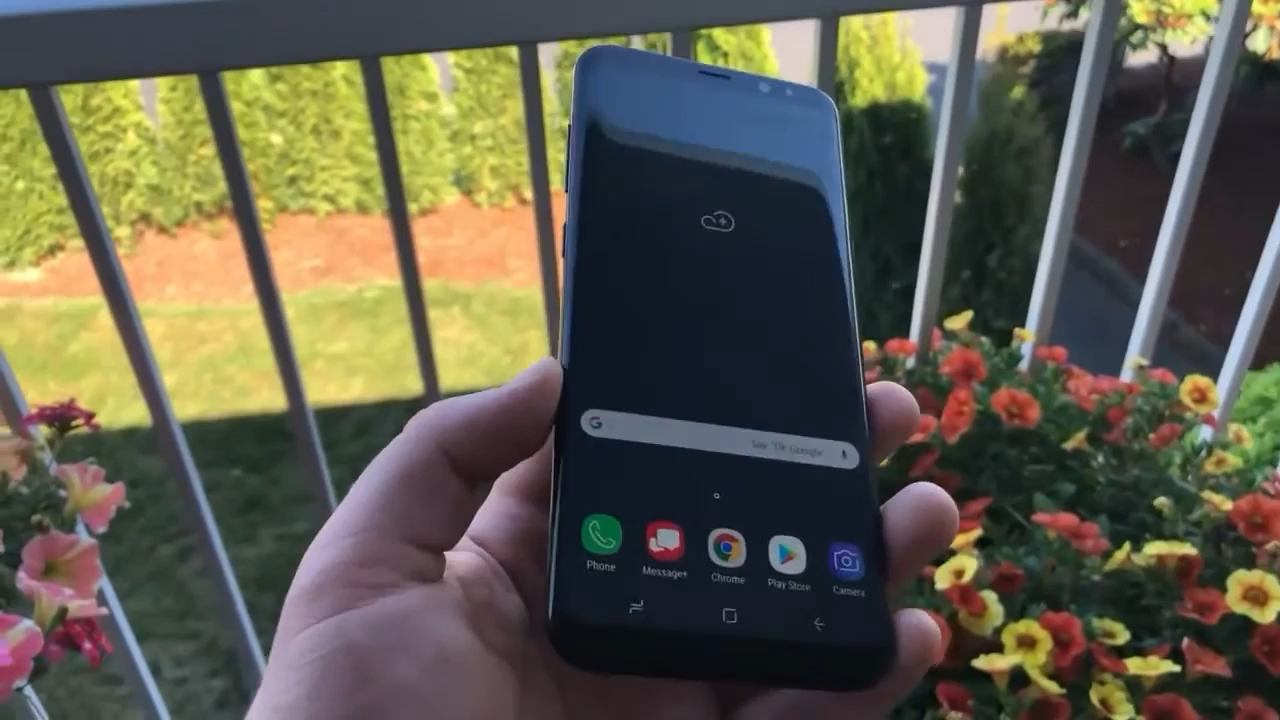 G
Say "Ok Google"
Phone
Message+
Chrome
Play Store
Camera